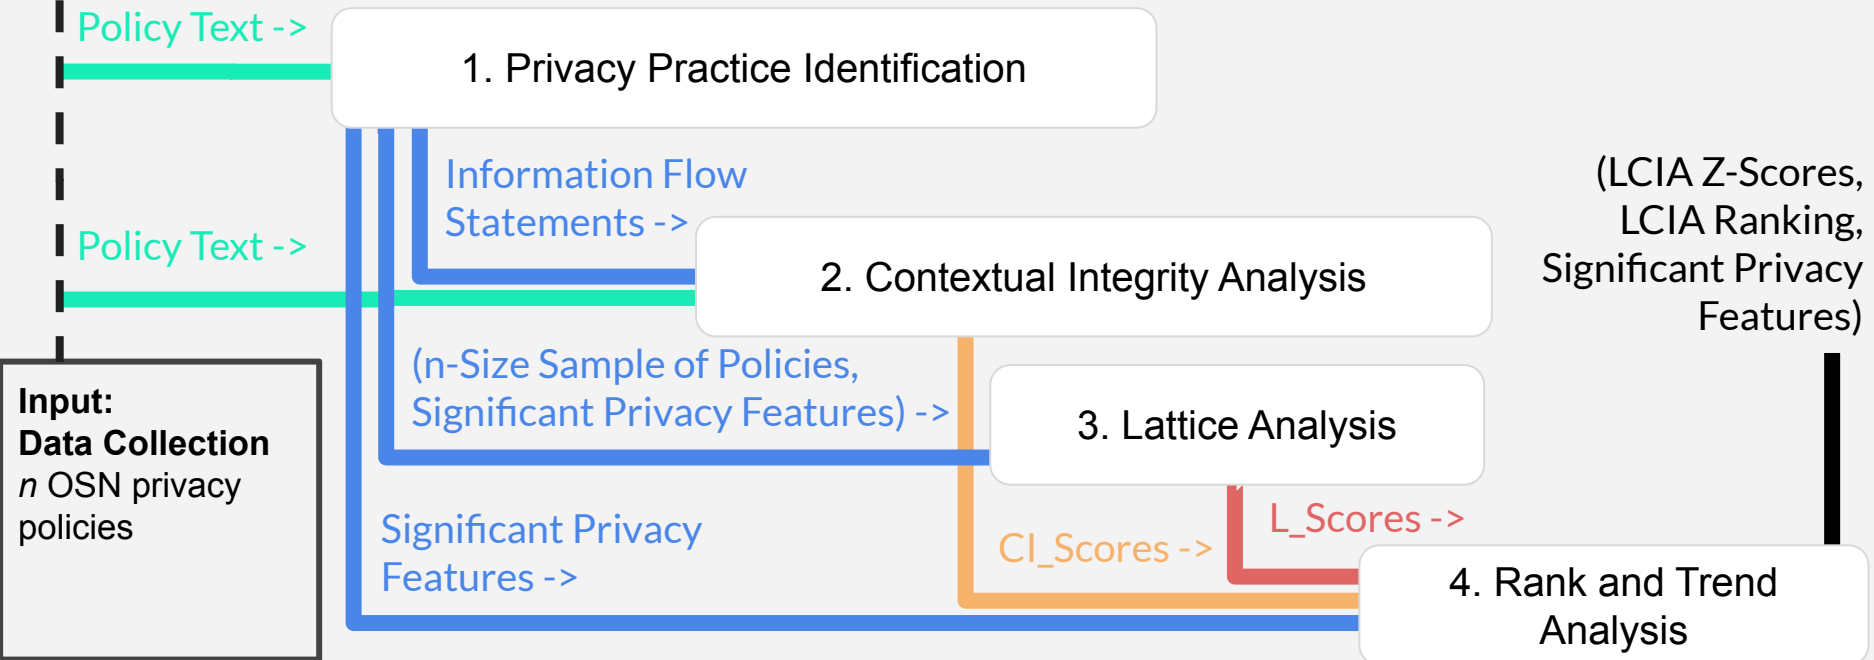 Policy Text ->
1. Privacy Practice Identification
Information Flow
Statements ->
Policy Text ->
2. Contextual Integrity Analysis
(LCIA Z-Scores,
LCIA Ranking,
Significant Privacy
Features)
(n-Size Sample of Policies,
Significant Privacy Features) ->
3. Lattice Analysis
Input:
Data Collection
n OSN privacy
policies
Significant Privacy
Features ->
CI_Scores ->
L_Scores ->
4. Rank and Trend
Analysis